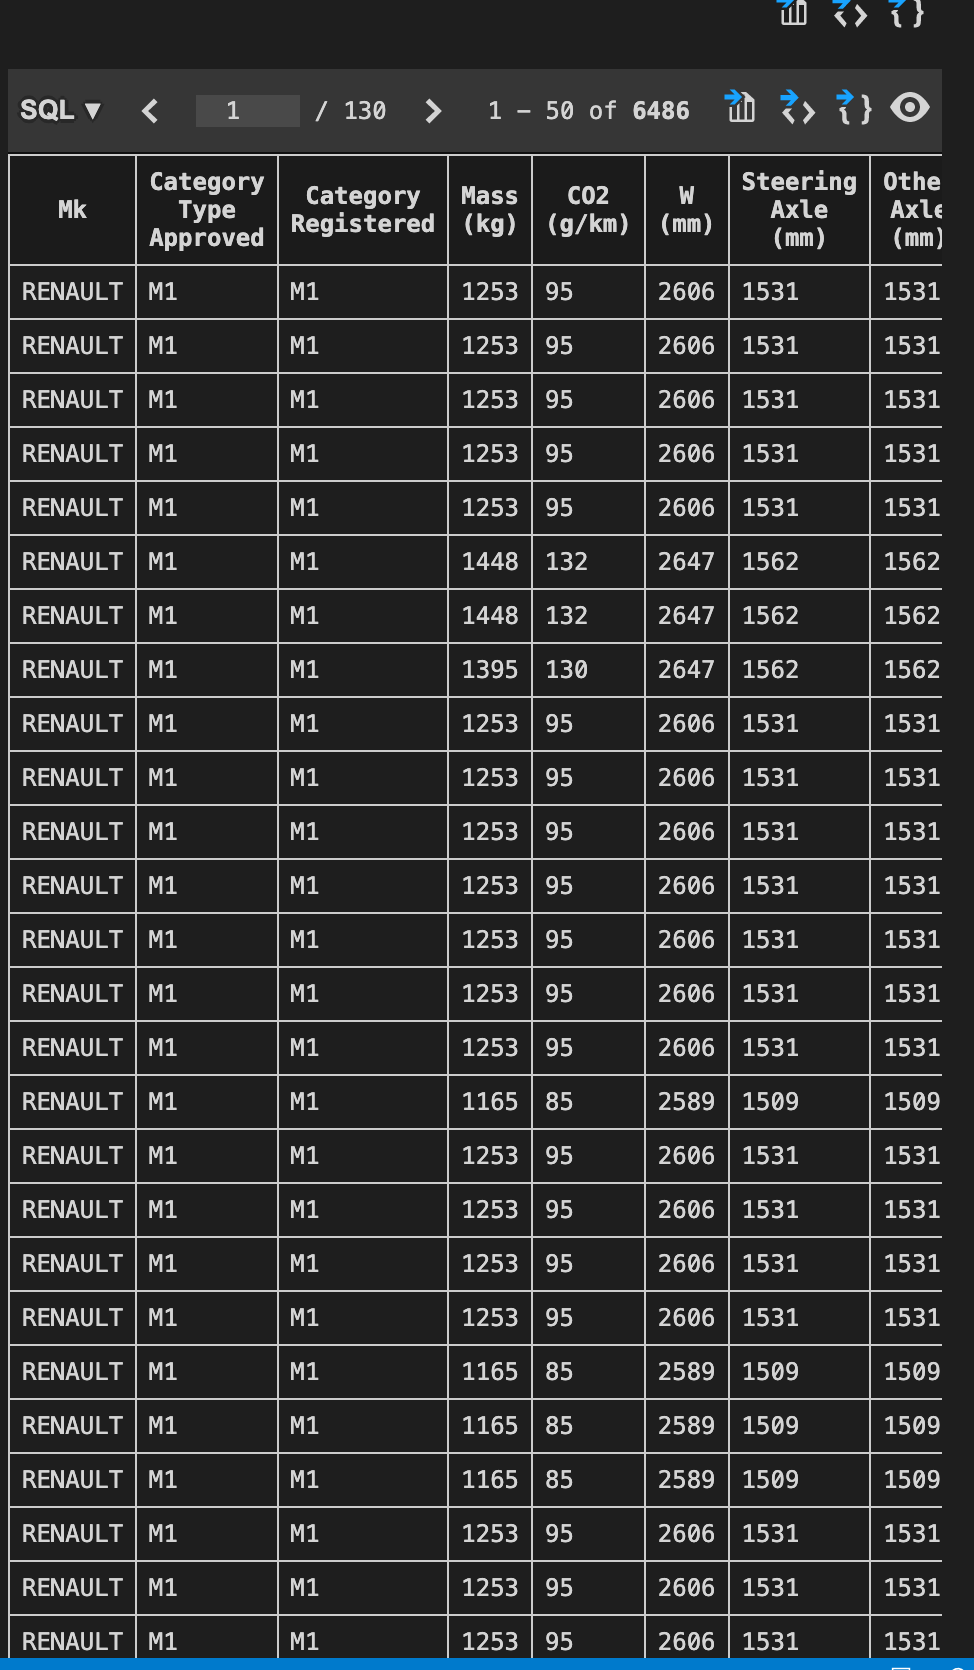 SQL ▼ < 1 / 130 > 1 – 50 of 6486
Mk Category Type Approved Category Registered Mass (kg) CO2 (g/km) W (mm) Steering Axle (mm) Othe Axle (mm)
RENAULT M1 M1 1253 95 2606 1531 1531
RENAULT M1 M1 1253 95 2606 1531 1531
RENAULT M1 M1 1253 95 2606 1531 1531
RENAULT M1 M1 1253 95 2606 1531 1531
RENAULT M1 M1 1253 95 2606 1531 1531
RENAULT M1 M1 1448 132 2647 1562 1562
RENAULT M1 M1 1448 132 2647 1562 1562
RENAULT M1 M1 1395 130 2647 1562 1562
RENAULT M1 M1 1253 95 2606 1531 1531
RENAULT M1 M1 1253 95 2606 1531 1531
RENAULT M1 M1 1253 95 2606 1531 1531
RENAULT M1 M1 1253 95 2606 1531 1531
RENAULT M1 M1 1253 95 2606 1531 1531
RENAULT M1 M1 1253 95 2606 1531 1531
RENAULT M1 M1 1253 95 2606 1531 1531
RENAULT M1 M1 1165 85 2589 1509 1509
RENAULT M1 M1 1253 95 2606 1531 1531
RENAULT M1 M1 1253 95 2606 1531 1531
RENAULT M1 M1 1253 95 2606 1531 1531
RENAULT M1 M1 1253 95 2606 1531 1531
RENAULT M1 M1 1165 85 2589 1509 1509
RENAULT M1 M1 1165 85 2589 1509 1509
RENAULT M1 M1 1165 85 2589 1509 1509
RENAULT M1 M1 1253 95 2606 1531 1531
RENAULT M1 M1 1253 95 2606 1531 1531
RENAULT M1 M1 1253 95 2606 1531 1531